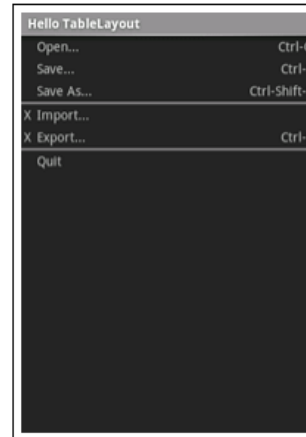 Hello TableLayout
Open... Ctrl-
Save... Ctrl-
Save As... Ctrl-Shift-
X Import...
X Export... Ctrl-
Quit